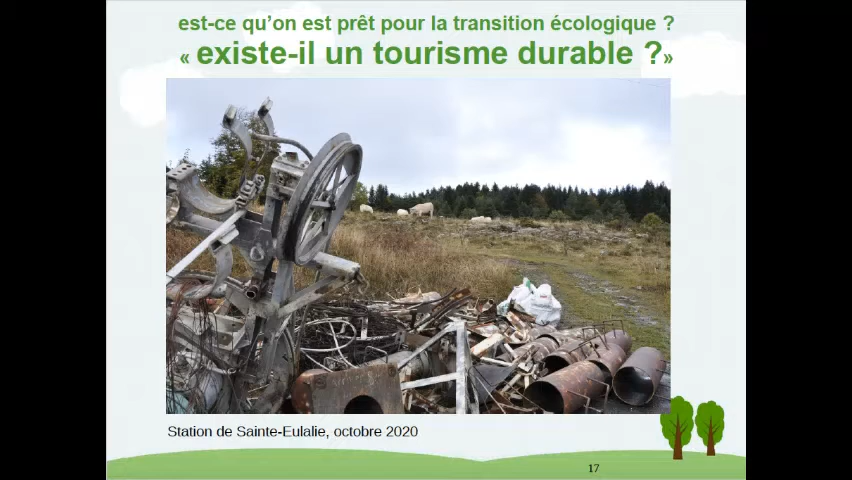 est-ce qu’on est prêt pour la transition écologique ?
« existe-il un tourisme durable ?»
Station de Sainte-Eulalie, octobre 2020
17